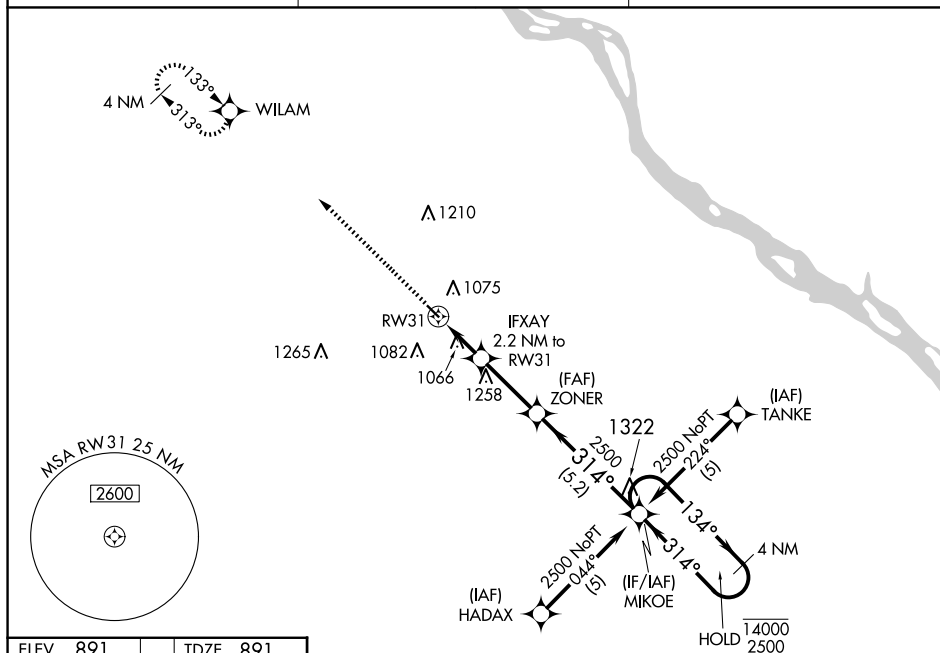 133°
4 NM
313°
WILAM
1210
1075
RW31
IFXAY
2.2 NM to
RW31
1265
1082
1066
1258
(FAF)
ZONER
(IAF)
TANKE
1322
2500 NoPT
224°
(5)
2500
314°
(5.2)
MSA RW31 25 NM
2600
134°
4 NM
314°
2500 NoPT
044°
(5)
(IF/IAF)
MIKOE
(IAF)
HADAX
HOLD 14000
2500
ELEV 891
TDZE 891